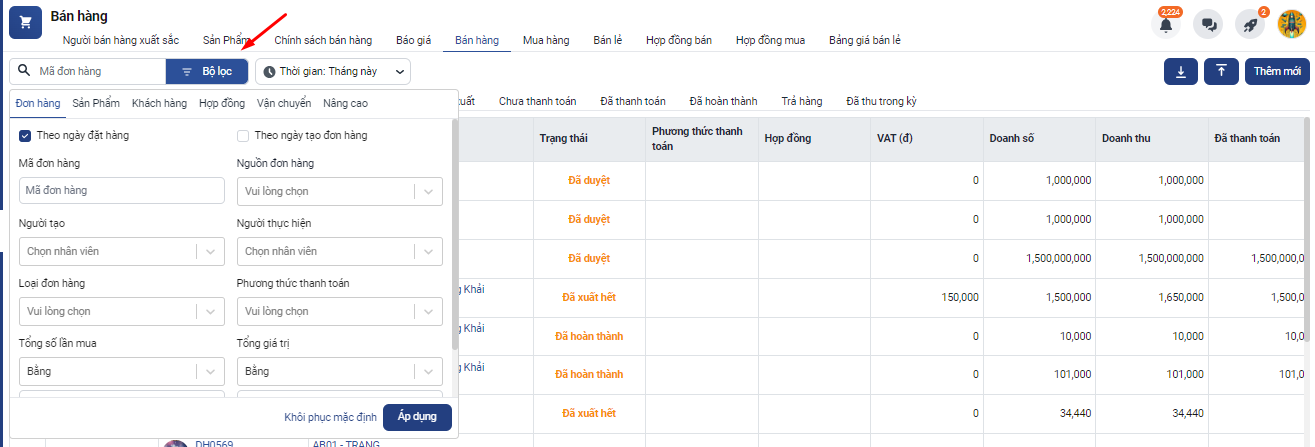 Bán hàng
2,224
2
Người bán hàng xuất sắc Sản Phẩm Chính sách bán hàng Báo giá Bán hàng Mua hàng Bán lẻ Hợp đồng bán Hợp đồng mua Bảng giá bán lẻ
Mã đơn hàng Bộ lọc Thời gian: Tháng này Thêm mới
Đơn hàng Sản Phẩm Khách hàng Hợp đồng Vận chuyển Nâng cao
Chưa thanh toán Đã thanh toán Đã hoàn thành Trả hàng Đã thu trong kỳ
Theo ngày đặt hàng Theo ngày tạo đơn hàng
Mã đơn hàng Nguồn đơn hàng
Mã đơn hàng Vui lòng chọn
Người tạo Người thực hiện
Chọn nhân viên Chọn nhân viên
Loại đơn hàng Phương thức thanh toán
Vui lòng chọn Vui lòng chọn
Tổng số lần mua Tổng giá trị
Bằng Bằng
Khôi phục mặc định Áp dụng
Trạng thái Phương thức thanh toán Hợp đồng VAT (đ) Doanh số Doanh thu Đã thanh toán
Đã duyệt 0 1,000,000 1,000,000
Đã duyệt 0 1,000,000 1,000,000
Đã duyệt 0 1,500,000,000 1,500,000,000 1,500,000,0
Khải Đã xuất hết 150,000 1,500,000 1,650,000 1,500,0
Khải Đã hoàn thành 0 10,000 10,000 10,0
Khải Đã hoàn thành 0 101,000 101,000 101,0
Đã xuất hết 0 34,440 34,440
DH0569 AB01 - TRANG